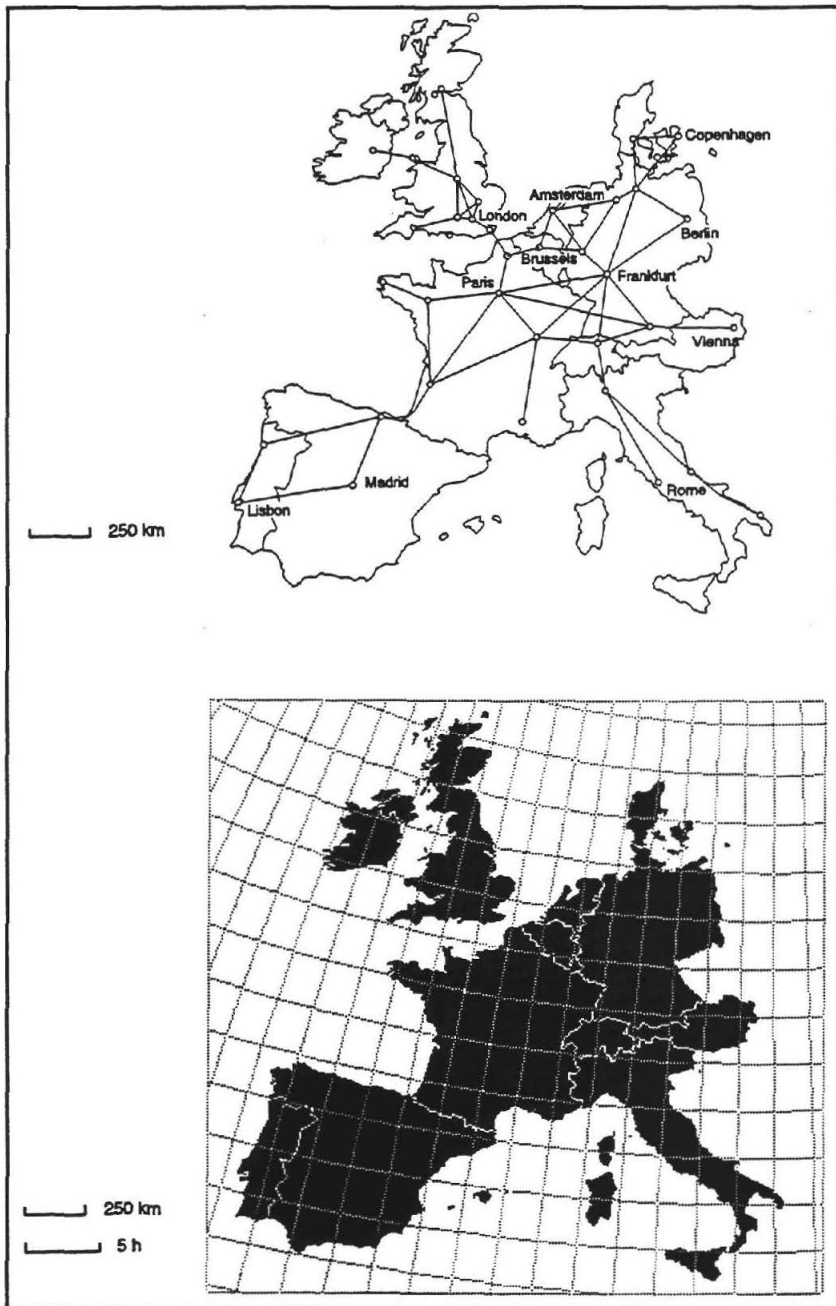 Copenhagen
Amsterdam
London
Berlin
Brussels
Paris
Frankfurt
Vienna
Madrid
Rome
Lisbon
250 km
250 km
5 h